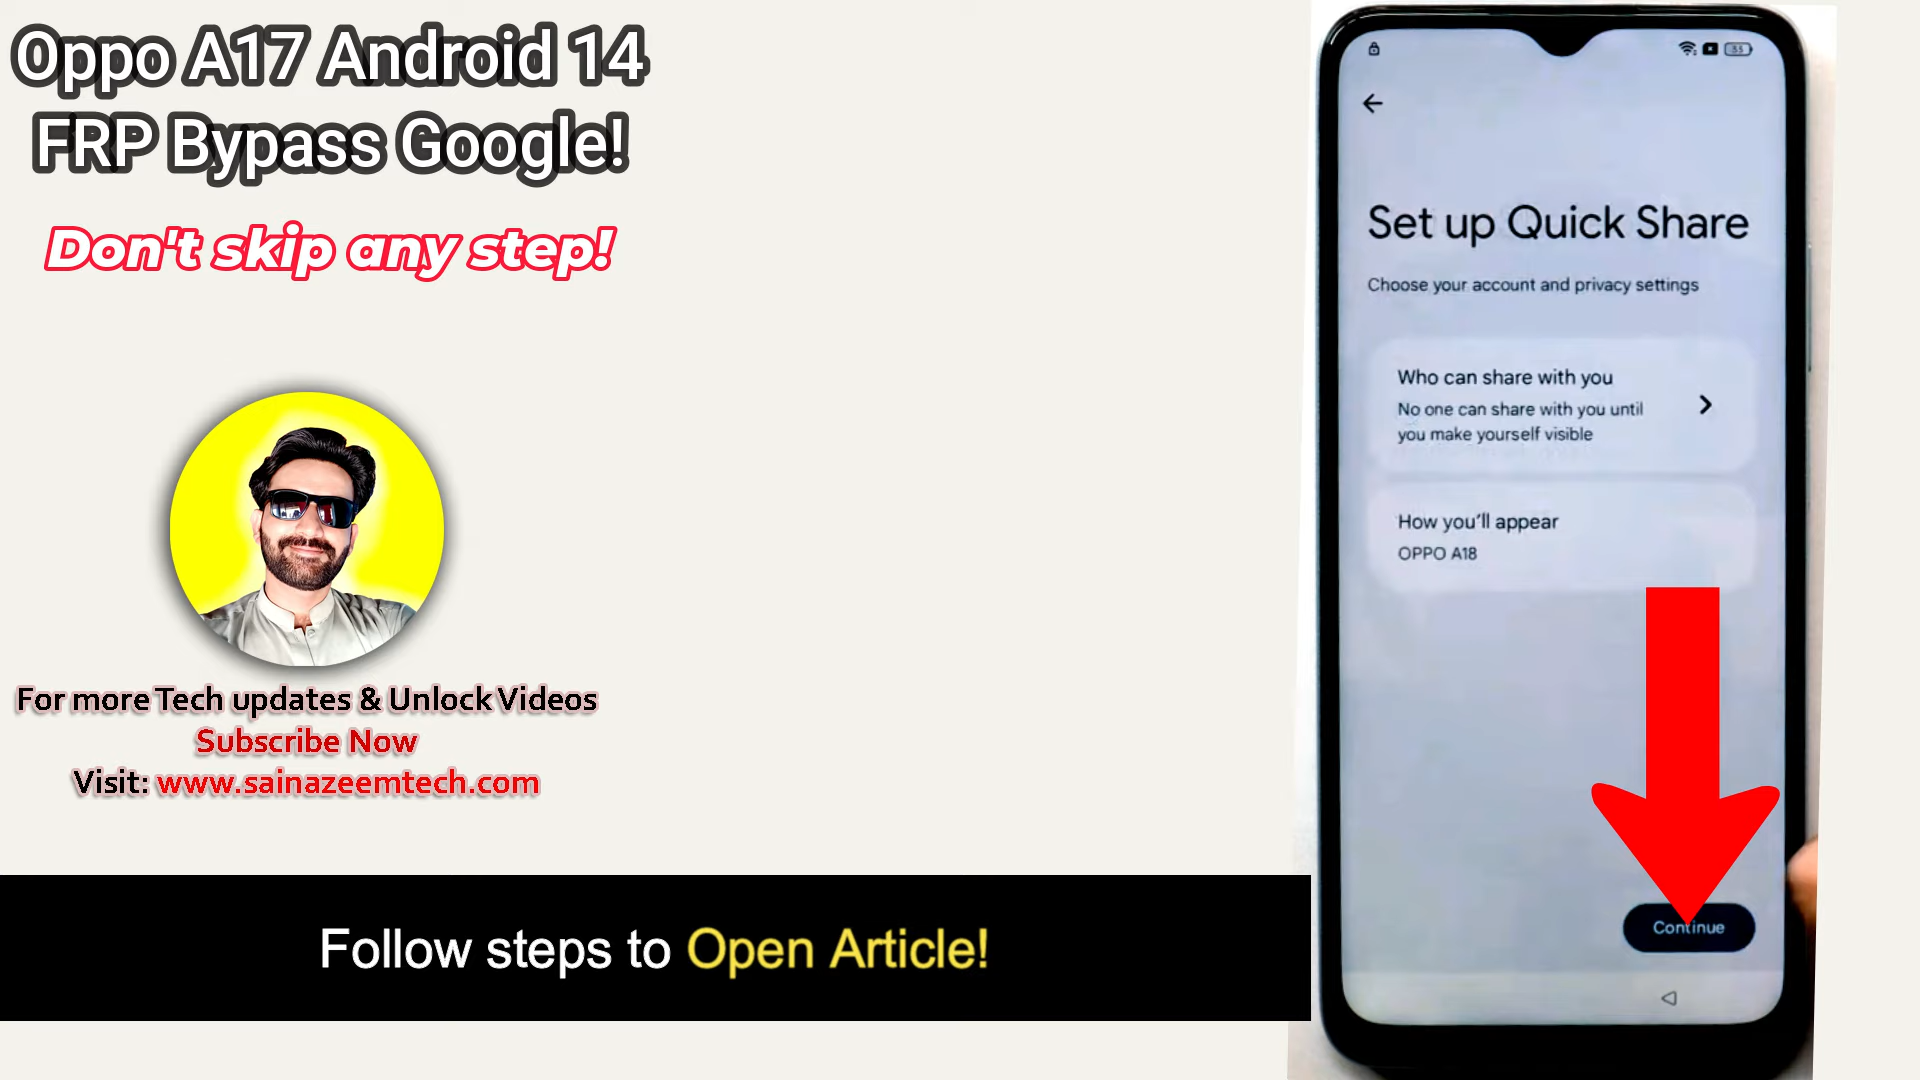 Oppo A17 Android 14
FRP Bypass Google!
Don't skip any step!
For more Tech updates & Unlock Videos
Subscribe Now
Visit: www.sainazeemtech.com
Follow steps to Open Article!
83
Set up Quick Share
Choose your account and privacy settings
Who can share with you
No one can share with you until
you make yourself visible
How you'll appear
OPPO A18
Continue